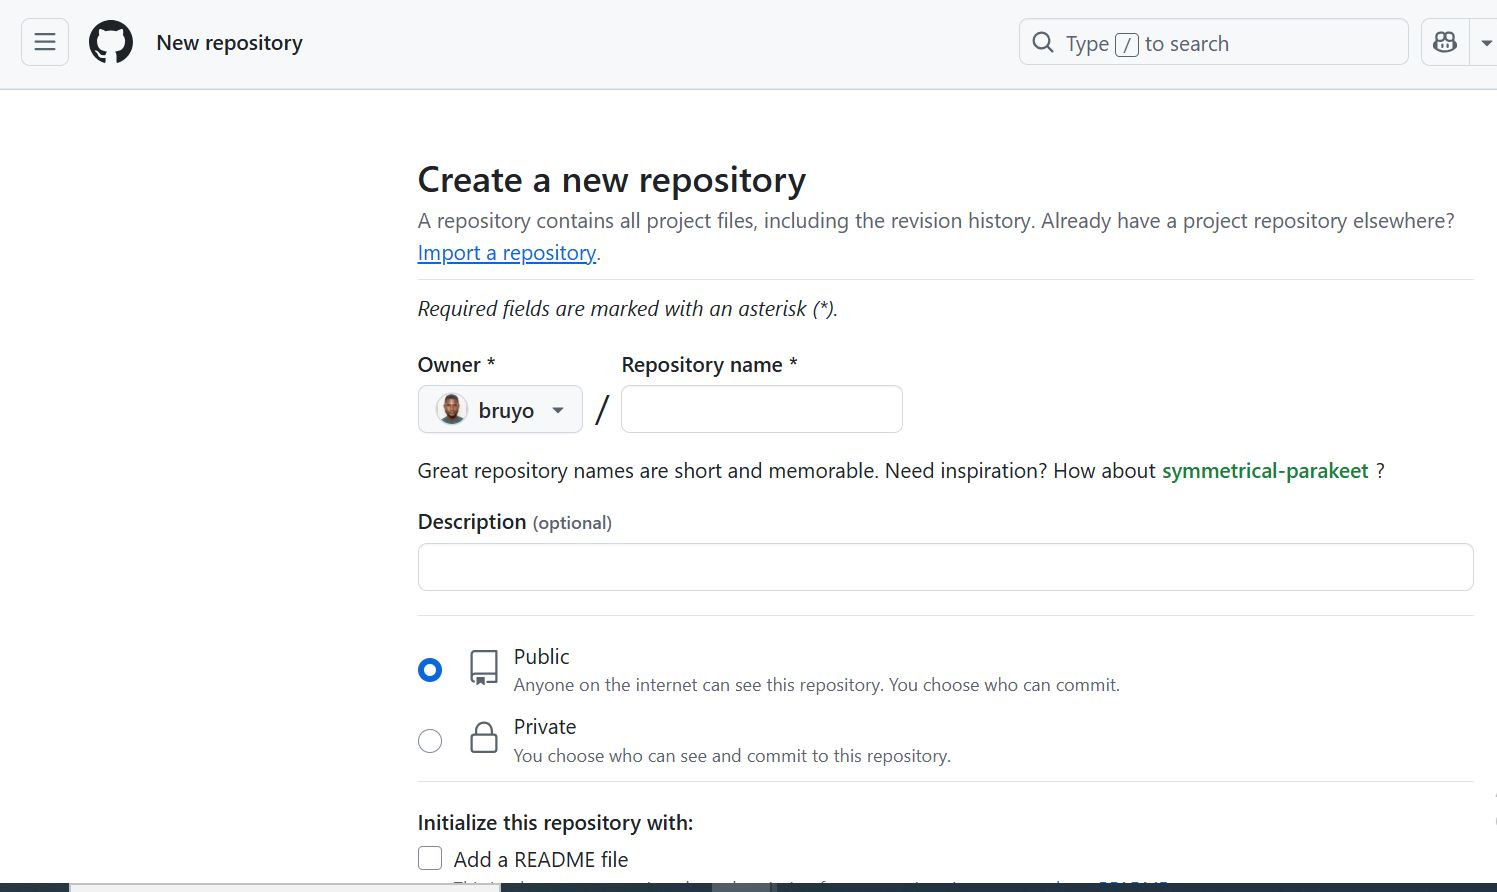 New repository
Type / to search
Create a new repository
A repository contains all project files, including the revision history. Already have a project repository elsewhere?
Import a repository.
Required fields are marked with an asterisk (*).
Owner *
Repository name *
bruyo
/
Great repository names are short and memorable. Need inspiration? How about symmetrical-parakeet ?
Description (optional)
Public
Anyone on the internet can see this repository. You choose who can commit.
Private
You choose who can see and commit to this repository.
Initialize this repository with:
Add a README file